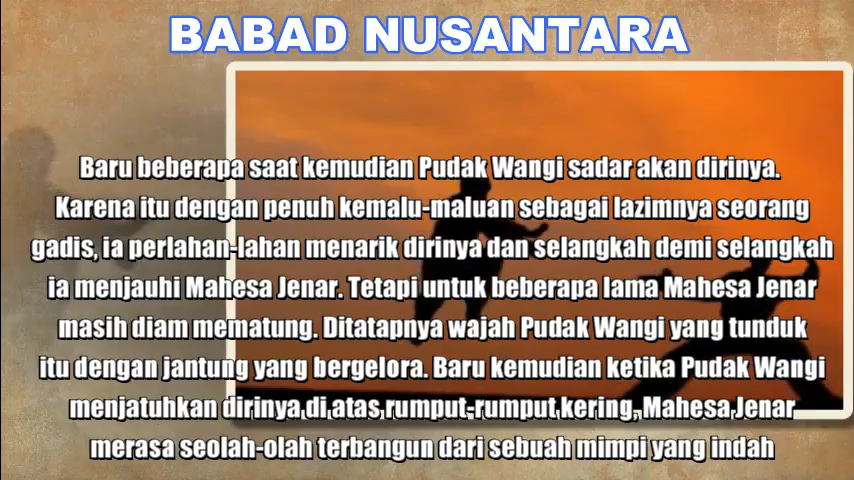 BABAD NUSANTARA
Baru beberapa saat kemudian Pudak Wangi sadar akan dirinya.
Karena itu dengan penuh kemalu-maluan sebagai lazimnya seorang
gadis, ia perlahan-lahan menarik dirinya dan selangkah demi selangkah
ia menjauhi Mahesa Jenar. Tetapi untuk beberapa lama Mahesa Jenar
masih diam mematung. Ditatapnya wajah Pudak Wangi yang tunduk
itu dengan jantung yang bergelora. Baru kemudian ketika Pudak Wangi
menjatuhkan dirinya di atas rumput-rumput kering, Mahesa Jenar
merasa seolah-olah terbangun dari sebuah mimpi yang indah